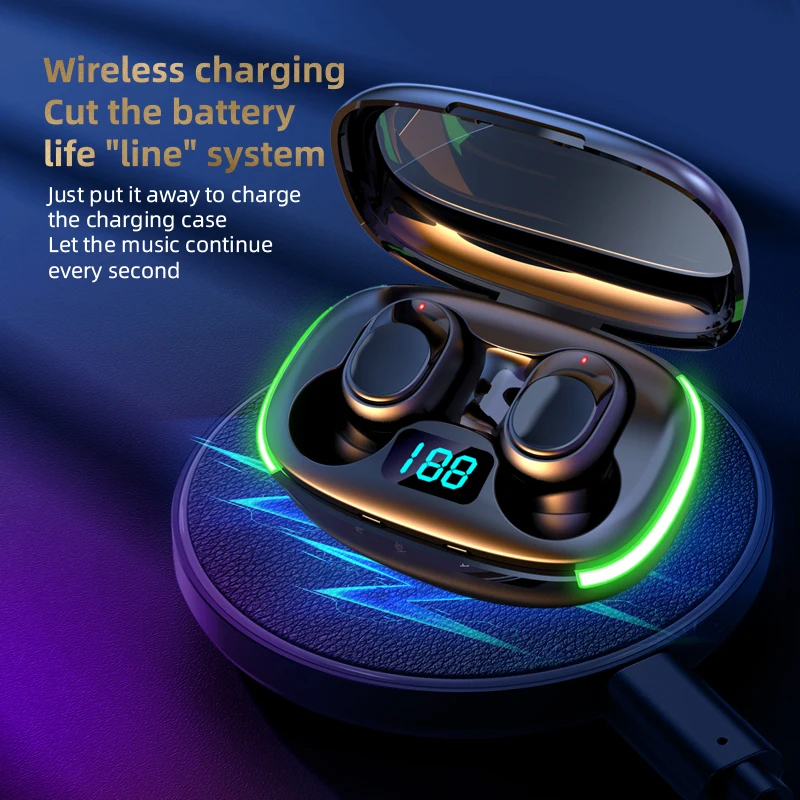 Wireless charging
Cut the battery
life "line" system
Just put it away to charge
the charging case
Let the music continue
every second
188